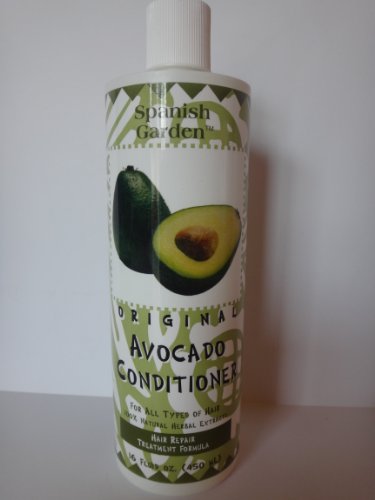 Spanish
Garden™
ORIGINAL
AVOCADO
CONDITIONER
FOR ALL TYPES OF HAIR
100% NATURAL HERBAL EXTRACTS
HAIR REPAIR
TREATMENT FORMULA
16 FLUID OZ. (450 ML)